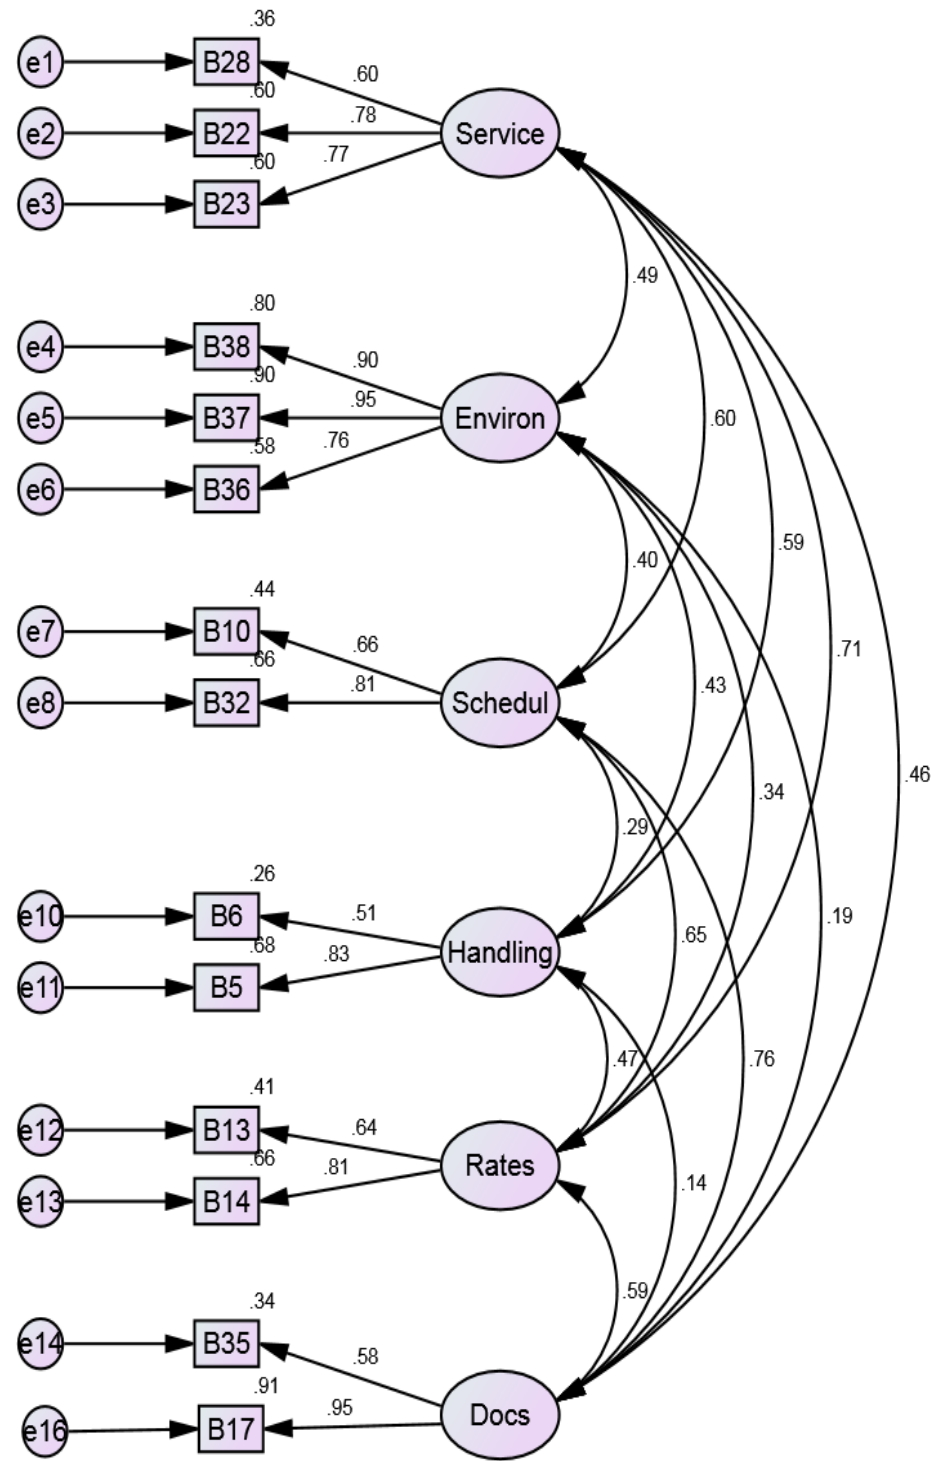 .36
e1 B28 .60
.60 .78 Service
e2 B22
.60 .77
e3 B23
.49
.80
e4 B38 .90
.90 .95 Environ
e5 B37 .60
.58 .76
e6 B36
.59
.40
.44
e7 B10 .66
.71
.66 .81 .43
e8 B32 Schedul
.46
.34
.29
.26
e10 B6 .51 .19
.68 .83 .65
e11 B5 Handling
.47 .76
.41
e12 B13 .64
.66 .81 Rates
e13 B14 .14
.59
.34
e14 B35 .58
.91 .95
e16 B17 Docs